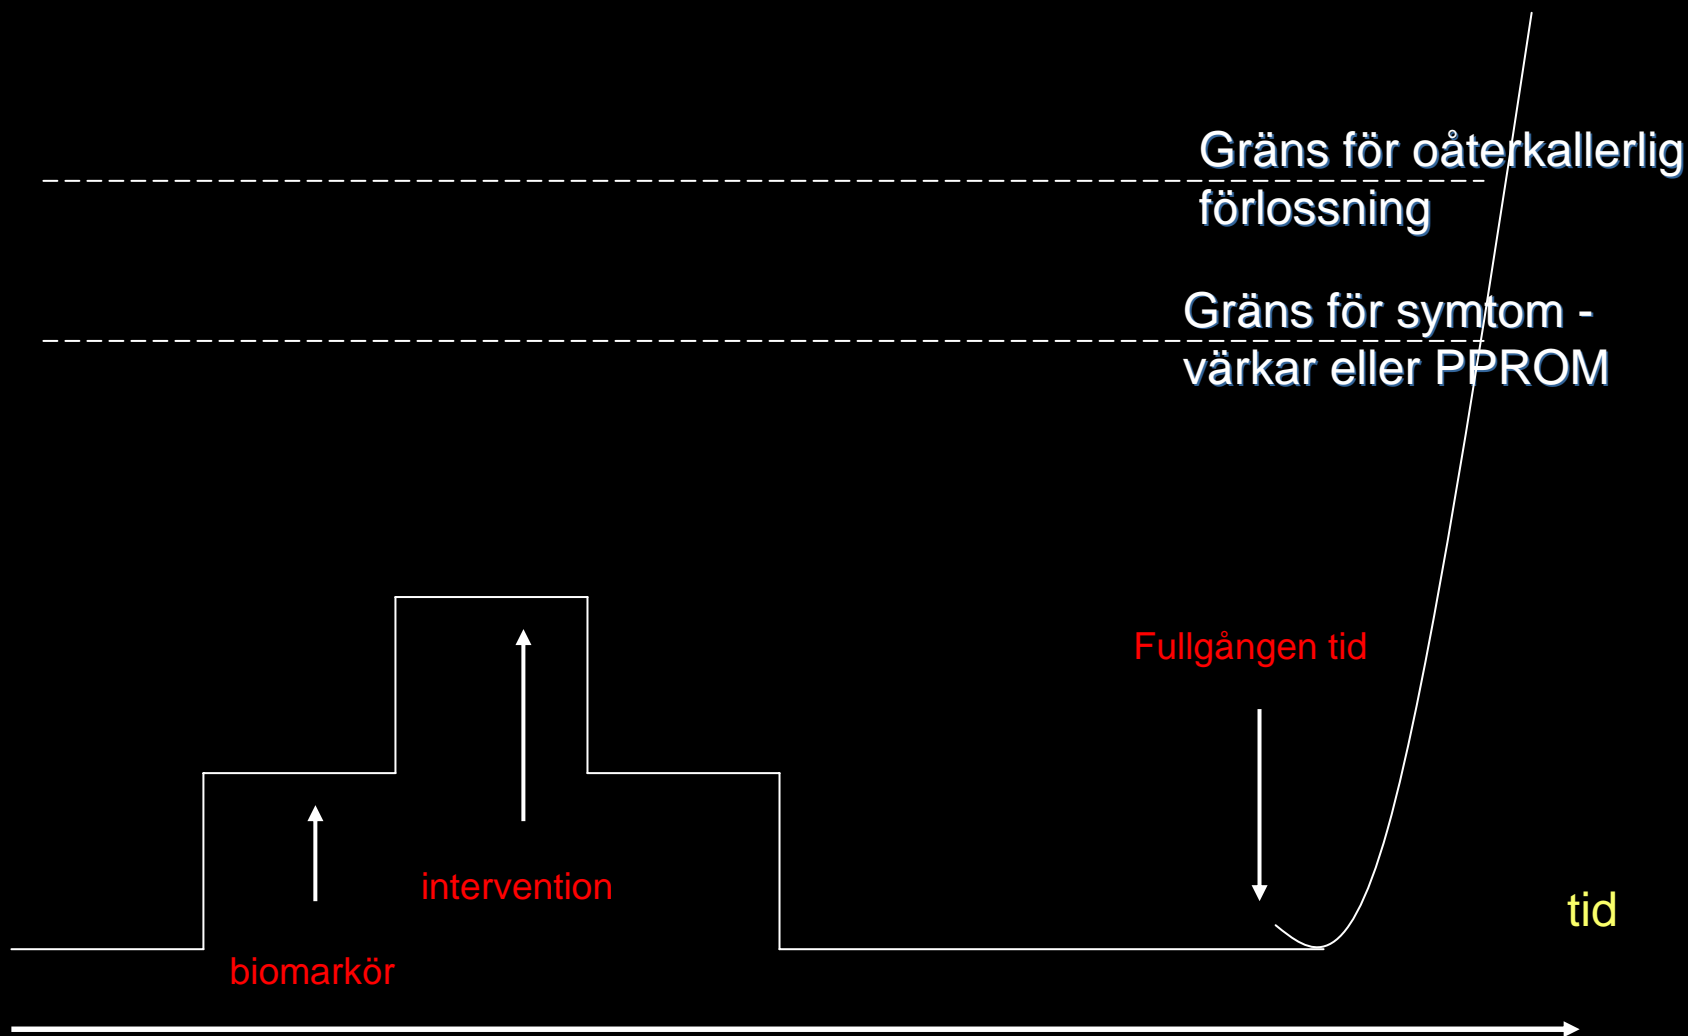 Gräns för oåterkallerlig
förlossning
Gräns för symtom -
värkar eller PPROM
Fullgången tid
intervention
tid
biomarkör